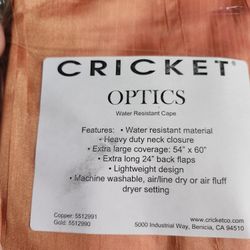 CRICKET
OPTICS
Water Resistant Cape
Features: • Water resistant material
• Heavy duty neck closure
• Extra large coverage: 54" x 60"
• Extra long 24" back flaps
• Lightweight design
• Machine washable, air/line dry or air fluff
dryer setting
Copper: 5512991
Gold: 5512990
www.cricketco.com
5000 Industrial Way, Benicia, CA 94510